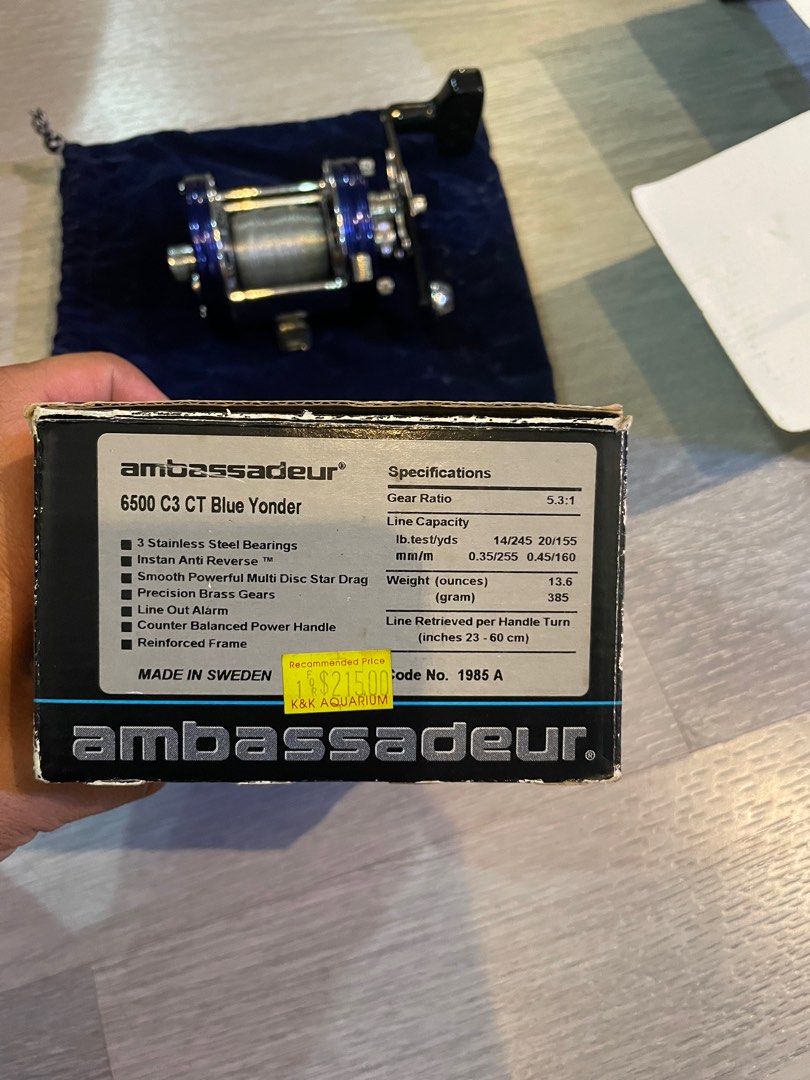 ambassadeur®
6500 C3 CT Blue Yonder
3 Stainless Steel Bearings
Instan Anti Reverse ™
Smooth Powerful Multi Disc Star Drag
Precision Brass Gears
Line Out Alarm
Counter Balanced Power Handle
Reinforced Frame
MADE IN SWEDEN
Specifications
Gear Ratio 5.3:1
Line Capacity
lb.test/yds 14/245 20/155
mm/m 0.35/255 0.45/160
Weight (ounces) 13.6
(gram) 385
Line Retrieved per Handle Turn
(inches 23 - 60 cm)
Code No. 1985 A
Recommended Price
$215.00
K&K AQUARIUM
ambassadeur®